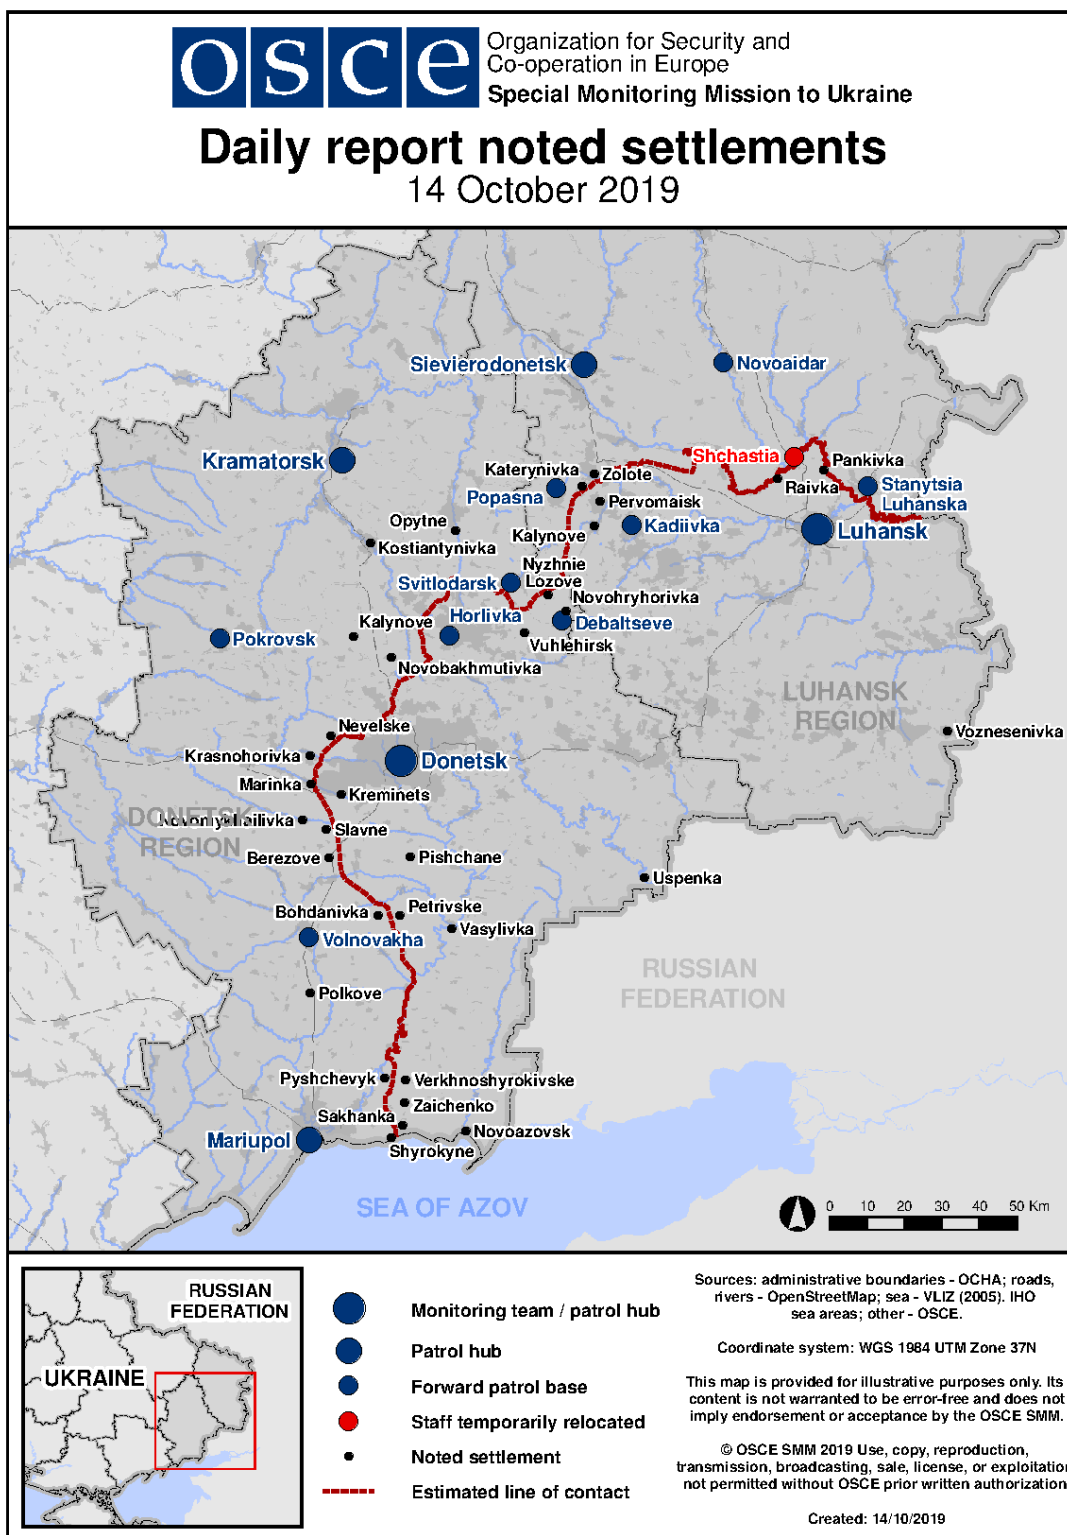 osce
Organization for Security and
Co-operation in Europe
Special Monitoring Mission to Ukraine
Daily report noted settlements
14 October 2019
Sievierodonetsk
Novoaidar
Shchastia
Kramatorsk
Katerynivka
Zolote
Pankivka
Popasna
Raivka
Stanytsia
Luhanska
Pervomaisk
Opytne
Kalynove
Kadiivka
Luhansk
Kostiantynivka
Nyzhnie
Lozove
Svitlodarsk
Novohryhorivka
Horlivka
Debaltseve
Kalynove
Pokrovsk
Vuhlehirsk
Novobakhmutivka
LUHANSK
REGION
Nevelske
Voznesenivka
Krasnohorivka
Donetsk
Marinka
Kreminets
DONETSK
REGION
Novomykhailivka
Slavne
Berezove
Pishchane
Uspenka
Bohdanivka
Petrivske
Vasylivka
Volnovakha
RUSSIAN
FEDERATION
Polkove
Pyshchevyk
Verkhnoshyrokivske
Zaichenko
Sakhanka
Novoazovsk
Mariupol
Shyrokyne
SEA OF AZOV
0 10 20 30 40 50 Km
RUSSIAN
FEDERATION
UKRAINE
Monitoring team / patrol hub
Patrol hub
Forward patrol base
Staff temporarily relocated
Noted settlement
Estimated line of contact
Sources: administrative boundaries - OCHA; roads,
rivers - OpenStreetMap; sea - VLIZ (2005). IHO
sea areas; other - OSCE.
Coordinate system: WGS 1984 UTM Zone 37N
This map is provided for illustrative purposes only. Its
content is not warranted to be error-free and does not
imply endorsement or acceptance by the OSCE SMM.
© OSCE SMM 2019 Use, copy, reproduction,
transmission, broadcasting, sale, license, or exploitation
not permitted without OSCE prior written authorization
Created: 14/10/2019